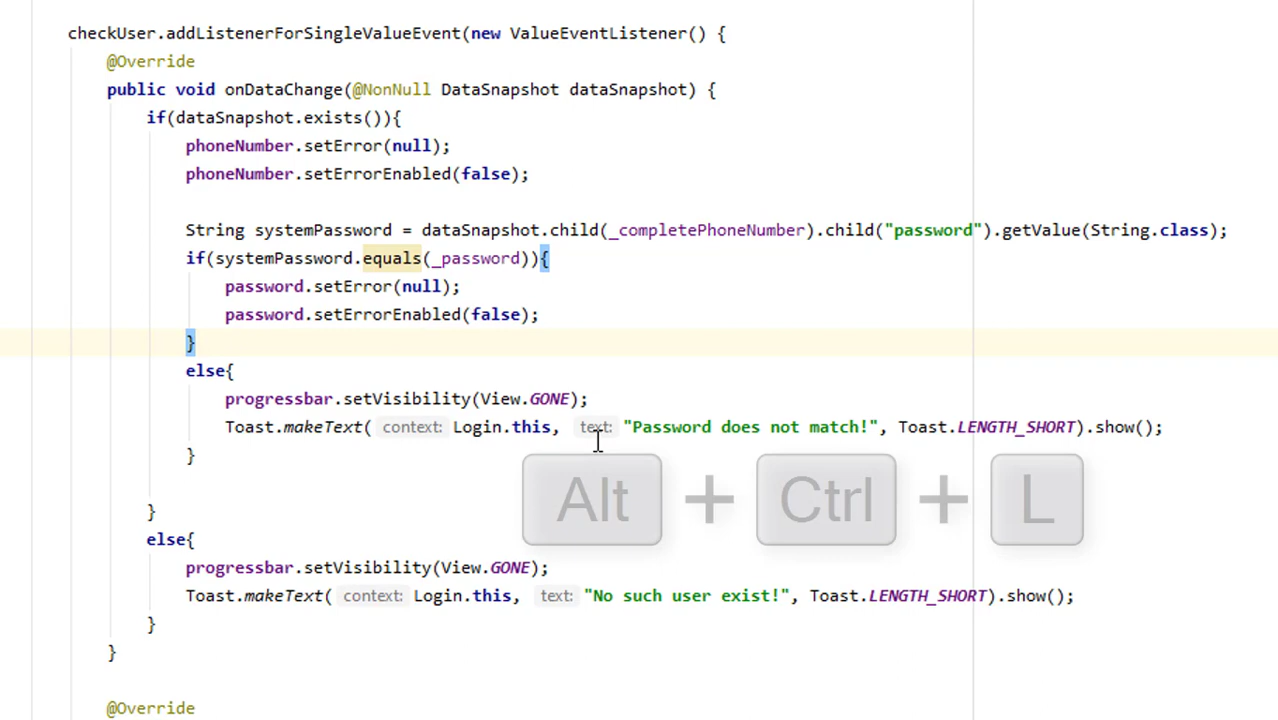 checkUser.addListenerForSingleValueEvent(new ValueEventListener() {
@Override
public void onDataChange(@NonNull DataSnapshot dataSnapshot) {
if(dataSnapshot.exists()){
phoneNumber.setError(null);
phoneNumber.setErrorEnabled(false);
String systemPassword = dataSnapshot.child(_completePhoneNumber).child("password").getValue(String.class);
if(systemPassword.equals(_password)){
password.setError(null);
password.setErrorEnabled(false);
}
else{
progressbar.setVisibility(View.GONE);
Toast.makeText( context: Login.this, text: "Password does not match!", Toast.LENGTH_SHORT).show();
}
Alt + Ctrl + L
}
else{
progressbar.setVisibility(View.GONE);
Toast.makeText( context: Login.this, text: "No such user exist!", Toast.LENGTH_SHORT).show();
}
}
@Override